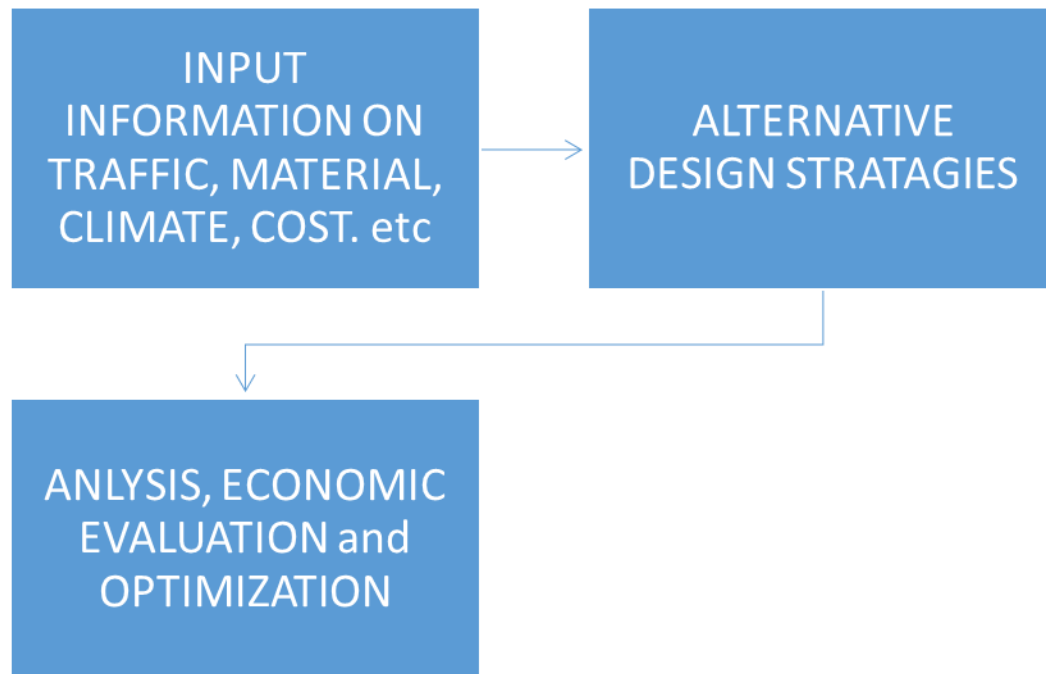 INPUT
INFORMATION ON
TRAFFIC, MATERIAL,
CLIMATE, COST. etc
ALTERNATIVE
DESIGN STRATAGIES
ANLYSIS, ECONOMIC
EVALUATION and
OPTIMIZATION